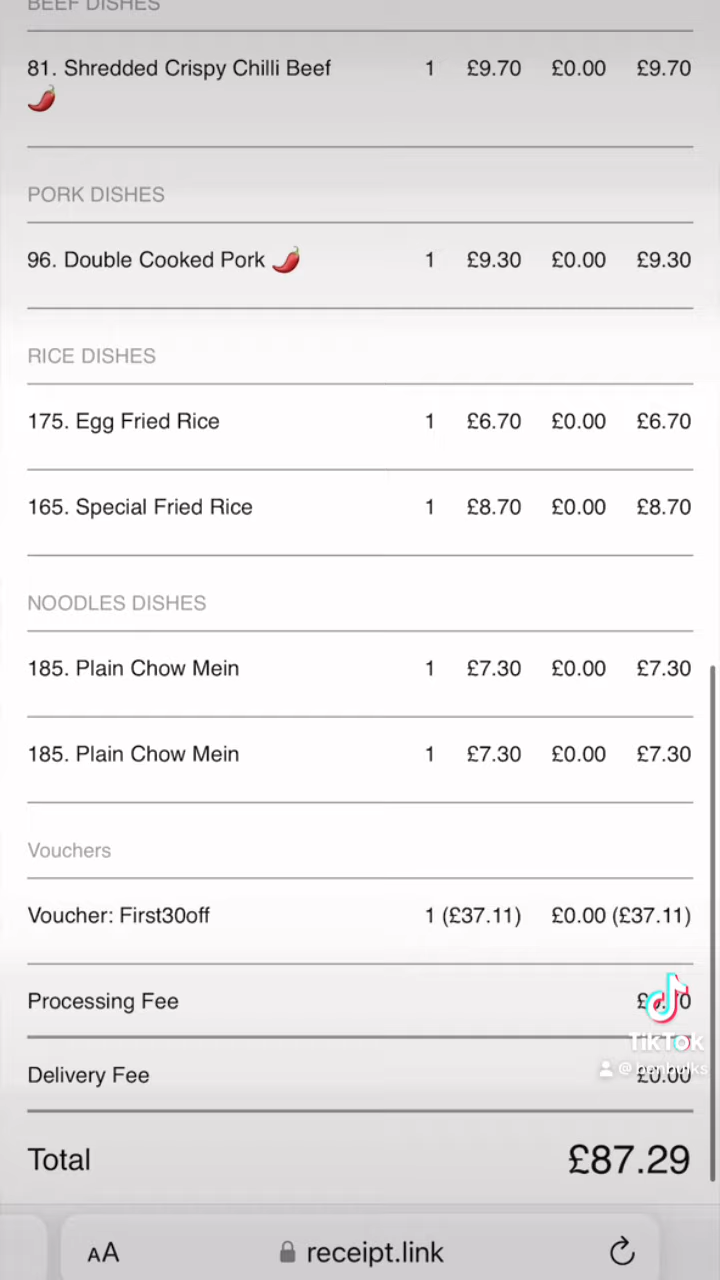 BEEF DISHES
81. Shredded Crispy Chilli Beef 1 £9.70 £0.00 £9.70
PORK DISHES
96. Double Cooked Pork 1 £9.30 £0.00 £9.30
RICE DISHES
175. Egg Fried Rice 1 £6.70 £0.00 £6.70
165. Special Fried Rice 1 £8.70 £0.00 £8.70
NOODLES DISHES
185. Plain Chow Mein 1 £7.30 £0.00 £7.30
185. Plain Chow Mein 1 £7.30 £0.00 £7.30
Vouchers
Voucher: First30off 1 (£37.11) £0.00 (£37.11)
Processing Fee
TikTok
Delivery Fee £0.00
Total £87.29
AA receipt.link